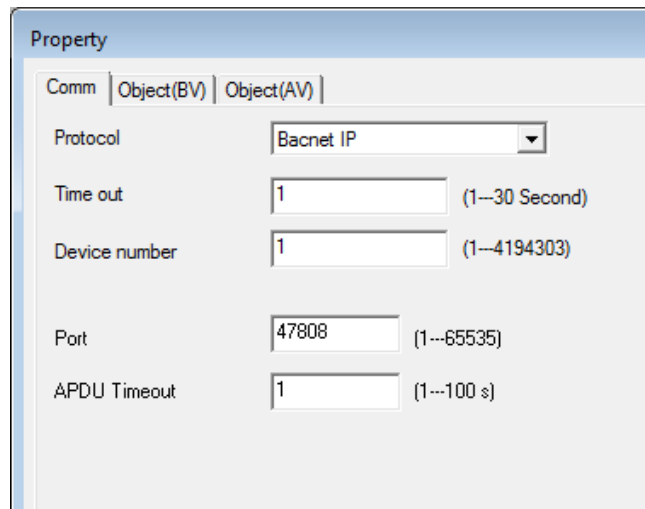 Property
Comm Object(BV) Object(AV)
Protocol Bacnet IP
Time out 1 (1---30 Second)
Device number 1 (1---4194303)
Port 47808 (1---65535)
APDU Timeout 1 (1---100 s)